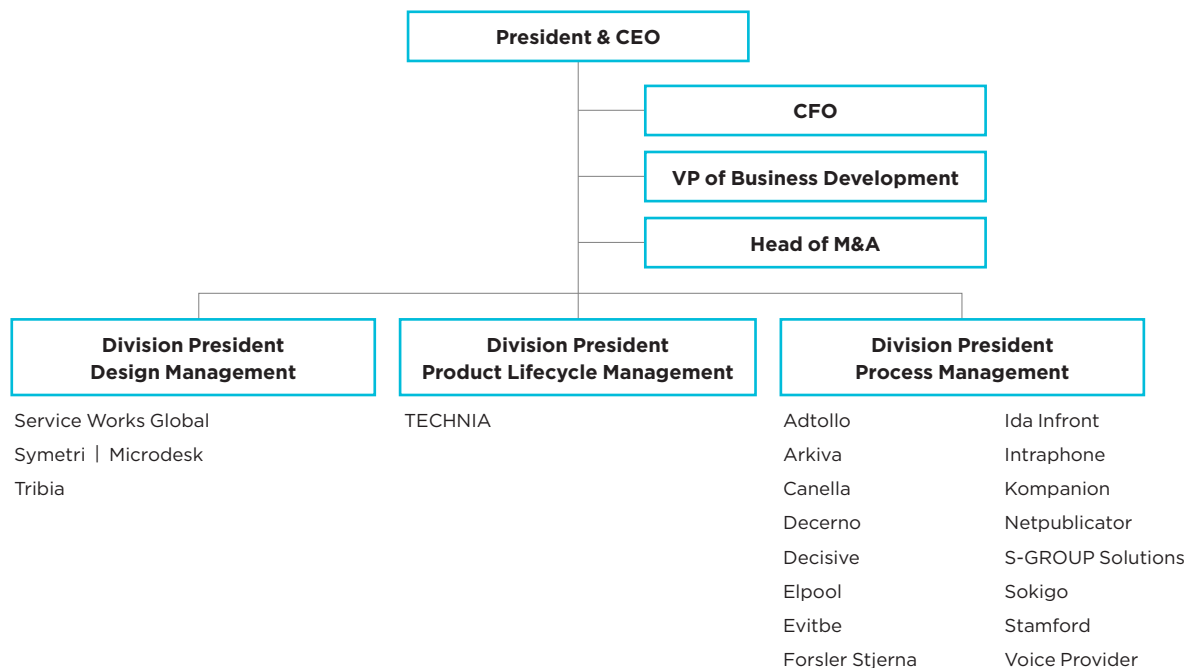 President & CEO
CFO
VP of Business Development
Head of M&A
Division President
Design Management
Service Works Global
Symetri | Microdesk
Tribia
Division President
Product Lifecycle Management
TECHNIA
Division President
Process Management
Adtollo
Arkiva
Canella
Decerno
Decisive
Elpool
Evitbe
Forsler Stjerna
Ida Infront
Intraphone
Kompanion
Netpublicator
S-GROUP Solutions
Sokigo
Stamford
Voice Provider